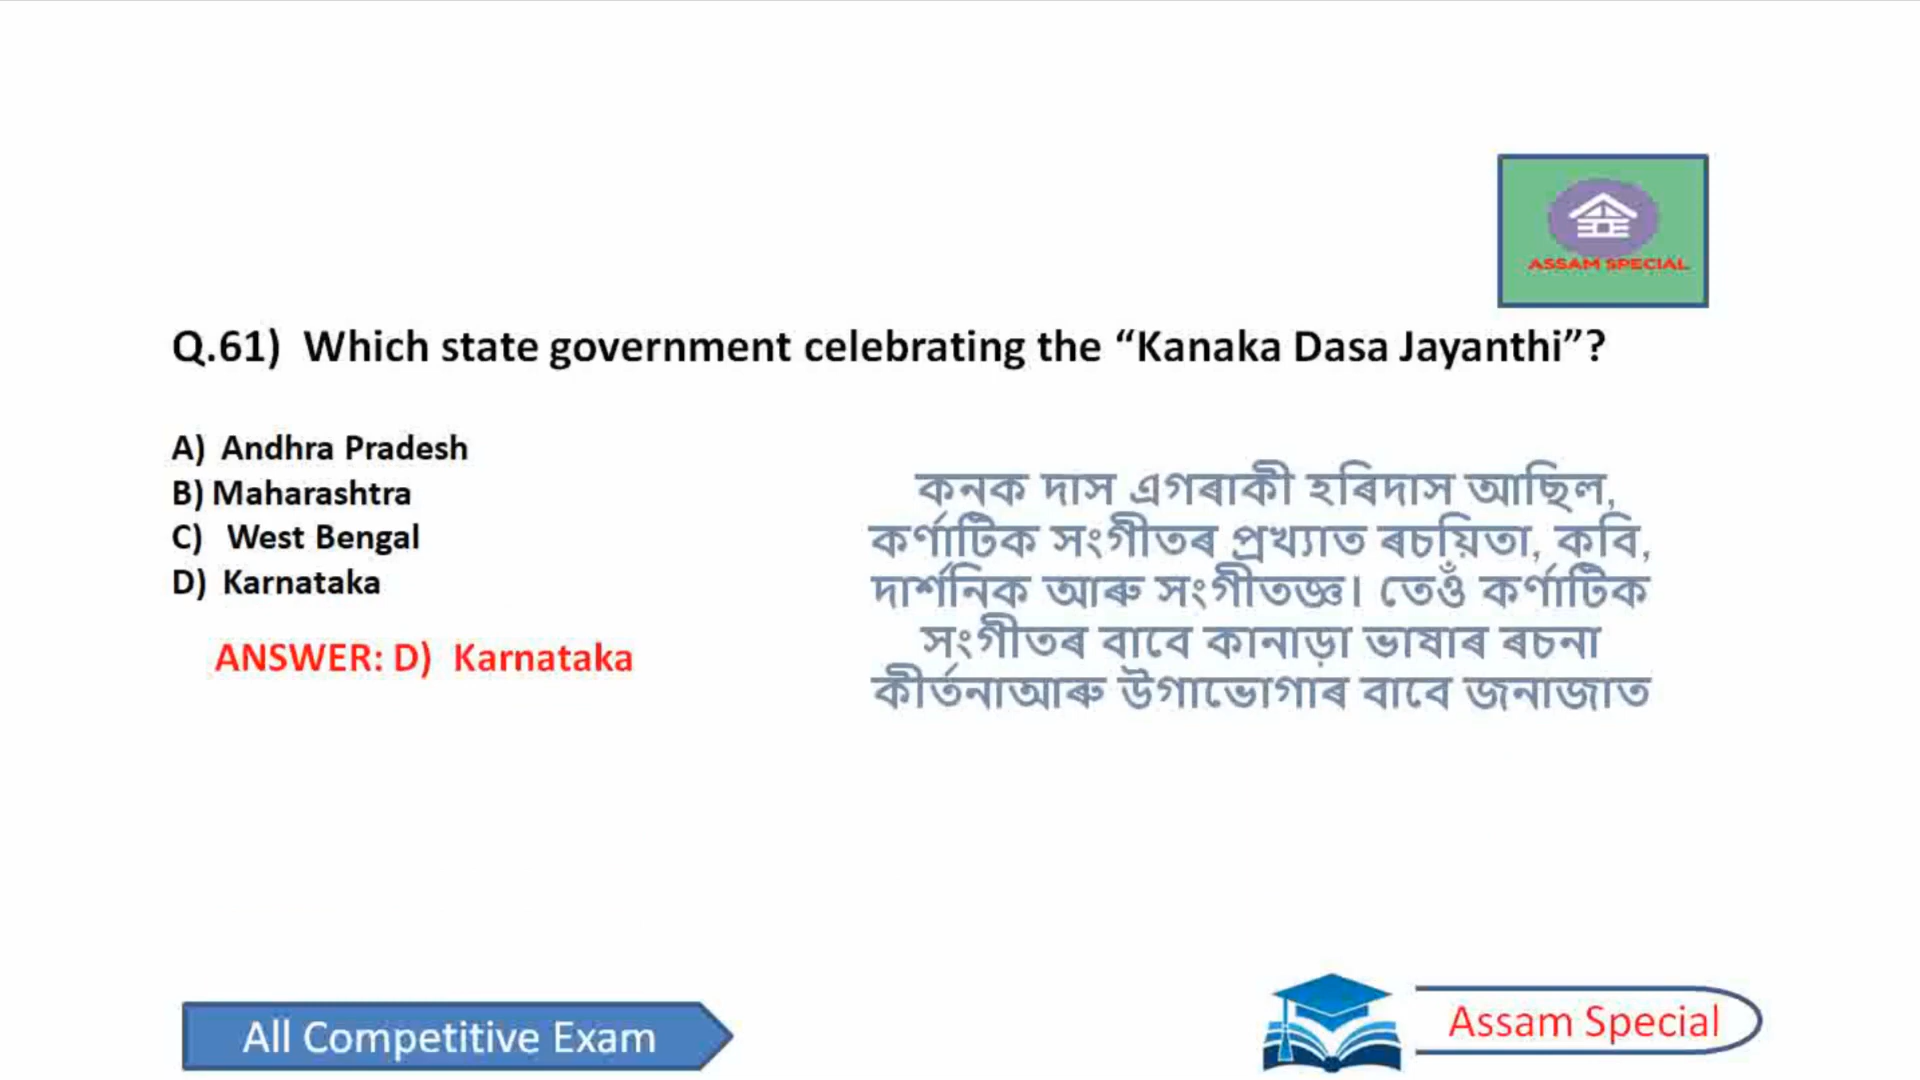 ASSAM SPECIAL
Q.61) Which state government celebrating the “Kanaka Dasa Jayanthi”?
A) Andhra Pradesh
B) Maharashtra
C) West Bengal
D) Karnataka
ANSWER: D) Karnataka
কনক দাস এগৰাকী হৰিদাস আছিল,
কৰ্ণাটিক সংগীতৰ প্ৰখ্যাত ৰচয়িতা, কবি,
দাৰ্শনিক আৰু সংগীতজ্ঞ। তেওঁ কৰ্ণাটিক
সংগীতৰ বাবে কানাড়া ভাষাৰ ৰচনা
কীৰ্তনাআৰু উগাভোগাৰ বাবে জনাজাত
All Competitive Exam
Assam Special